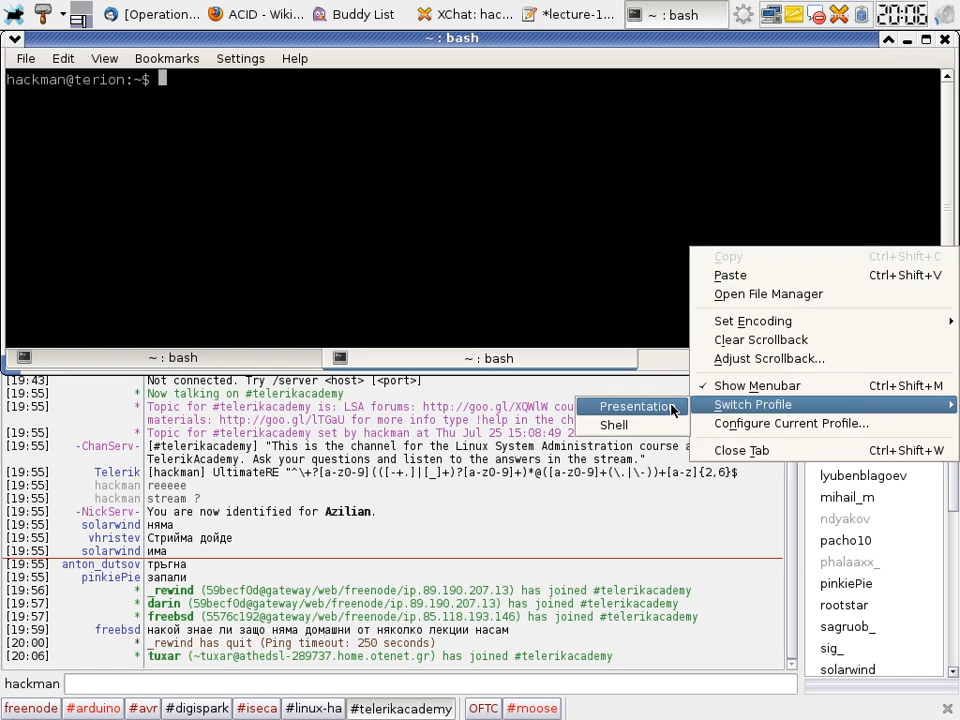 [Operation...
ACID - Wiki...
Buddy List
XChat: hac...
*lecture-1...
~ : bash
20:06
~ : bash
File Edit View Bookmarks Settings Help
hackman@terion:~$
~ : bash
~ : bash
Copy Ctrl+Shift+C
Paste Ctrl+Shift+V
Open File Manager
Set Encoding
Clear Scrollback
Adjust Scrollback...
Show Menubar Ctrl+Shift+M
Switch Profile
Configure Current Profile...
Close Tab Ctrl+Shift+W
Presentation
Shell
[19:43] Not connected. Try /server <host> [<port>]
[19:55] * Now talking on #telerikacademy
[19:55] * Topic for #telerikacademy is: LSA forums: http://goo.gl/XQWlW cou
materials: http://goo.gl/lTGaU for more info type !help in the ch
[19:55] * Topic for #telerikacademy set by hackman at Thu Jul 25 15:08:49 2
[19:55] -ChanServ- [#telerikacademy] "This is the channel for the Linux System Administration course a
TelerikAcademy. Ask your questions and listen to the answers in the stream."
[19:55] Telerik [hackman] UltimateRE "^\+?[a-z0-9](([-+.]|[_]+)?[a-z0-9]+)*@([a-z0-9]+(\.|\-))+[a-z]{2,6}$
[19:55] hackman reeeee
[19:55] hackman stream ?
[19:55] -NickServ- You are now identified for Azilian.
[19:55] solarwind няма
[19:55] vhristev Стрийма дойде
[19:55] solarwind има
[19:55] anton_dutsov тръгна
[19:55] pinkiePie запали
[19:56] * _rewind (59becf0d@gateway/web/freenode/ip.89.190.207.13) has joined #telerikacademy
[19:57] * darin (59becf0d@gateway/web/freenode/ip.89.190.207.13) has joined #telerikacademy
[19:57] * freebsd (5576c192@gateway/web/freenode/ip.85.118.193.146) has joined #telerikacademy
[19:59] freebsd накой знае ли защо няма домашни от няколко лекции насам
[20:00] * _rewind has quit (Ping timeout: 250 seconds)
[20:06] * tuxar (~tuxar@athedsl-289737.home.otenet.gr) has joined #telerikacademy
lyubenblagoev
mihail_m
ndyakov
pacho10
phalaaxx_
pinkiePie
rootstar
sagruob_
sig_
solarwind
hackman
freenode #arduino #avr #digispark #iseca #linux-ha #telerikacademy OFTC #moose